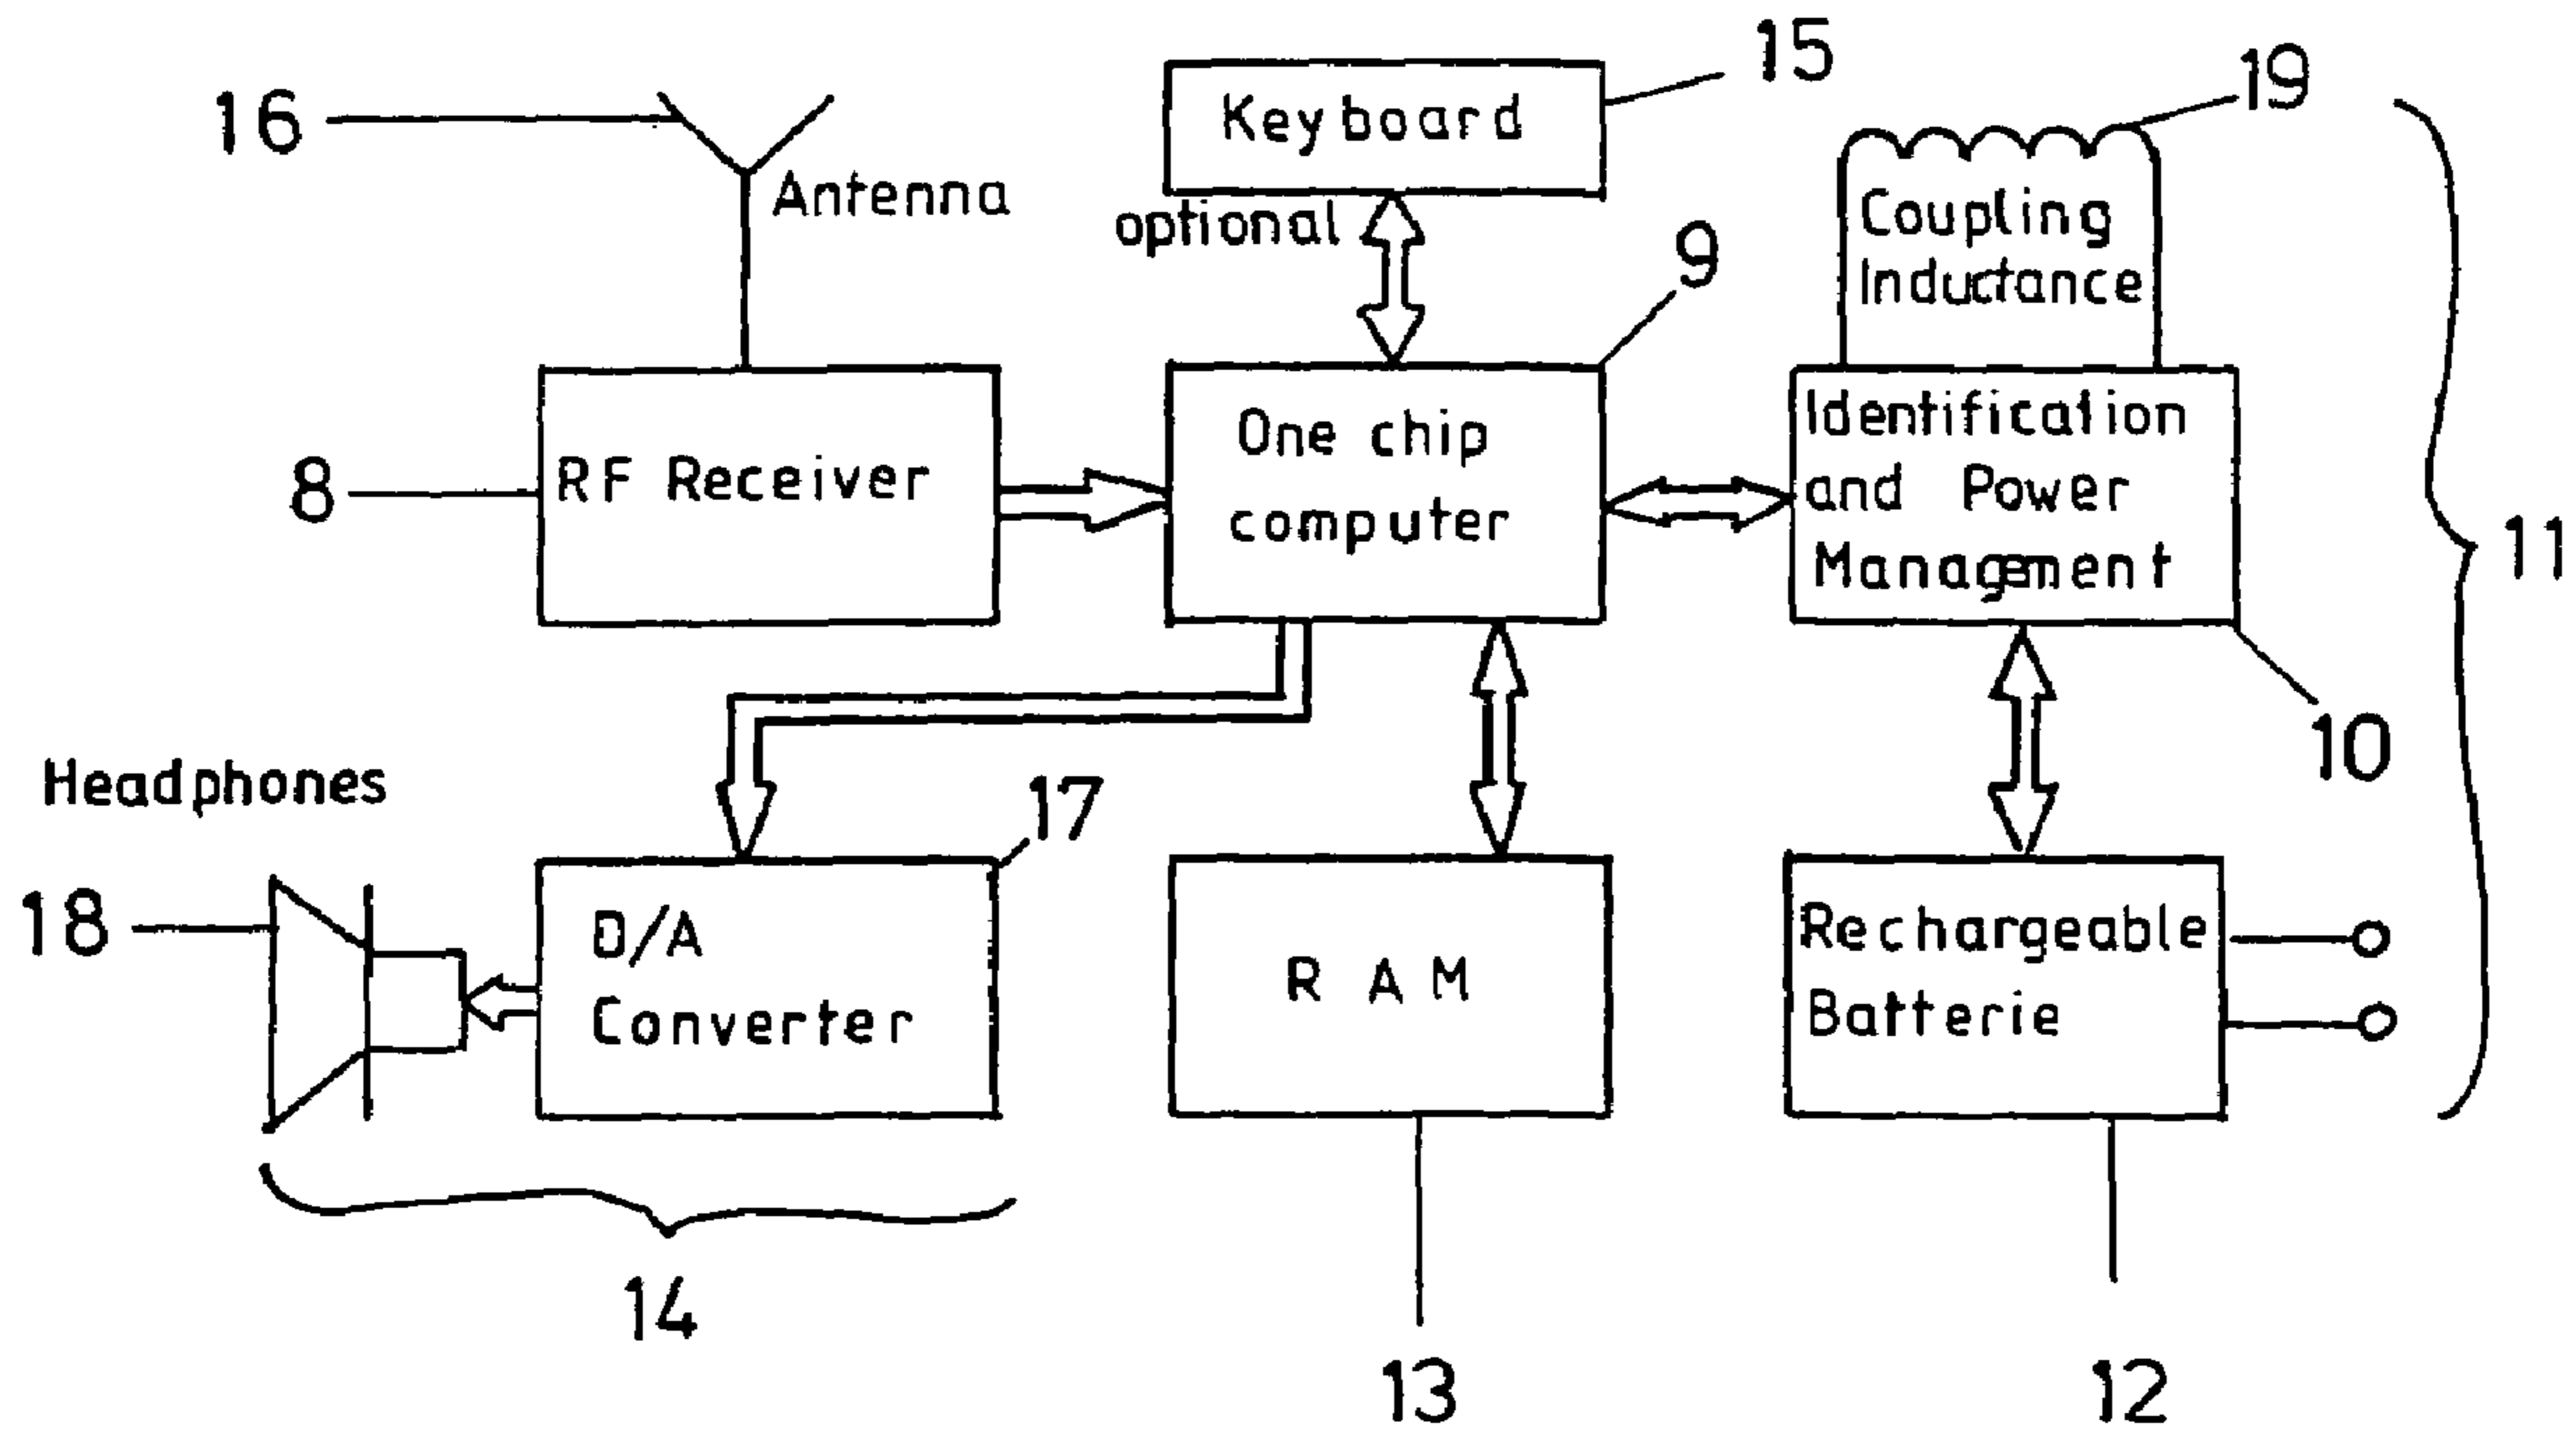 15
19
16
Keyboard
Antenna
optional
9
Coupling
Inductance
8
RF Receiver
One chip
computer
Identification
and Power
Management
11
10
Headphones
17
18
D/A
Converter
RAM
Rechargeable
Batterie
14
13
12